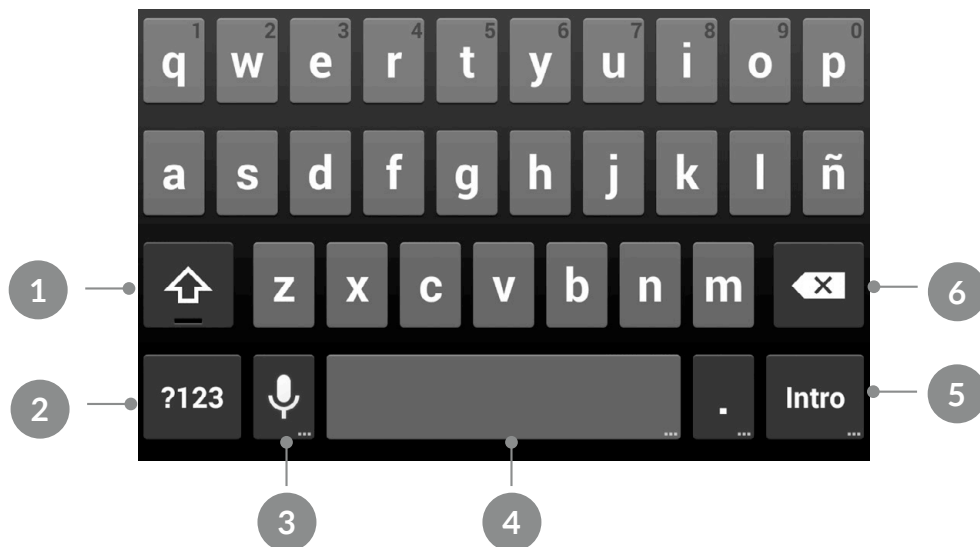 1 2 3 4 5 6 7 8 9 0
q w e r t y u i o p
a s d f g h j k l ñ
1 z x c v b n m 6
2 ?123 . Intro 5
3 4